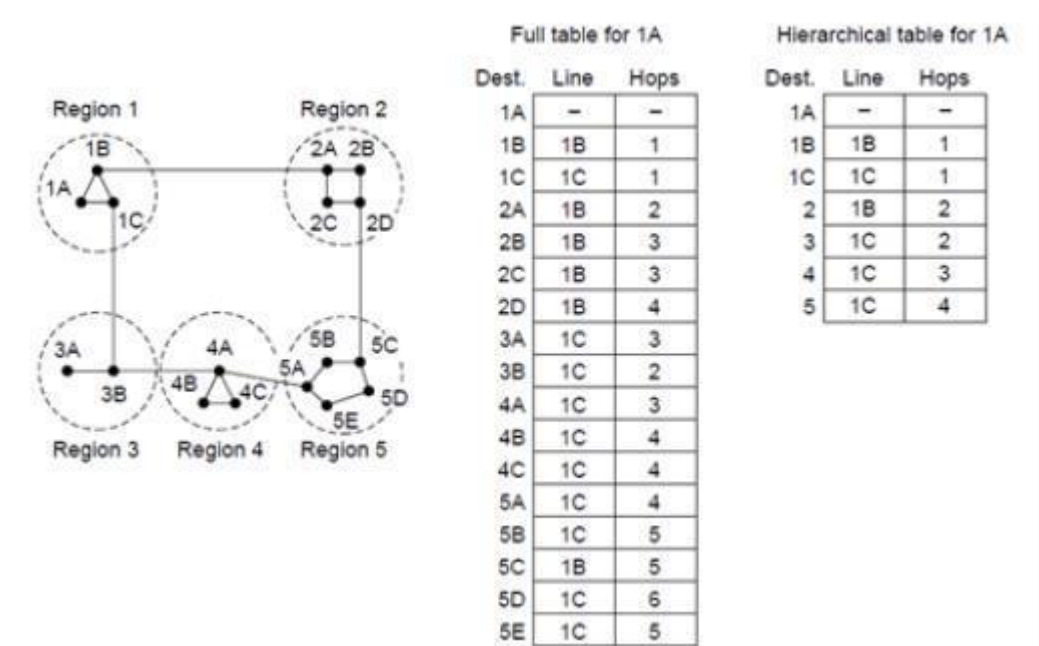 Full table for 1A
Dest. Line Hops
1A – –
1B 1B 1
1C 1C 1
2A 1B 2
2B 1B 3
2C 1B 3
2D 1B 4
3A 1C 3
3B 1C 2
4A 1C 3
4B 1C 4
4C 1C 4
5A 1C 4
5B 1C 5
5C 1B 5
5D 1C 6
5E 1C 5
Hierarchical table for 1A
Dest. Line Hops
1A – –
1B 1B 1
1C 1C 1
2 1B 2
3 1C 2
4 1C 3
5 1C 4
Region 1
Region 2
1B
1A
1C
2A 2B
2C 2D
3A
3B
4A
4B
4C
5B
5C
5A
5D
5E
Region 3
Region 4
Region 5